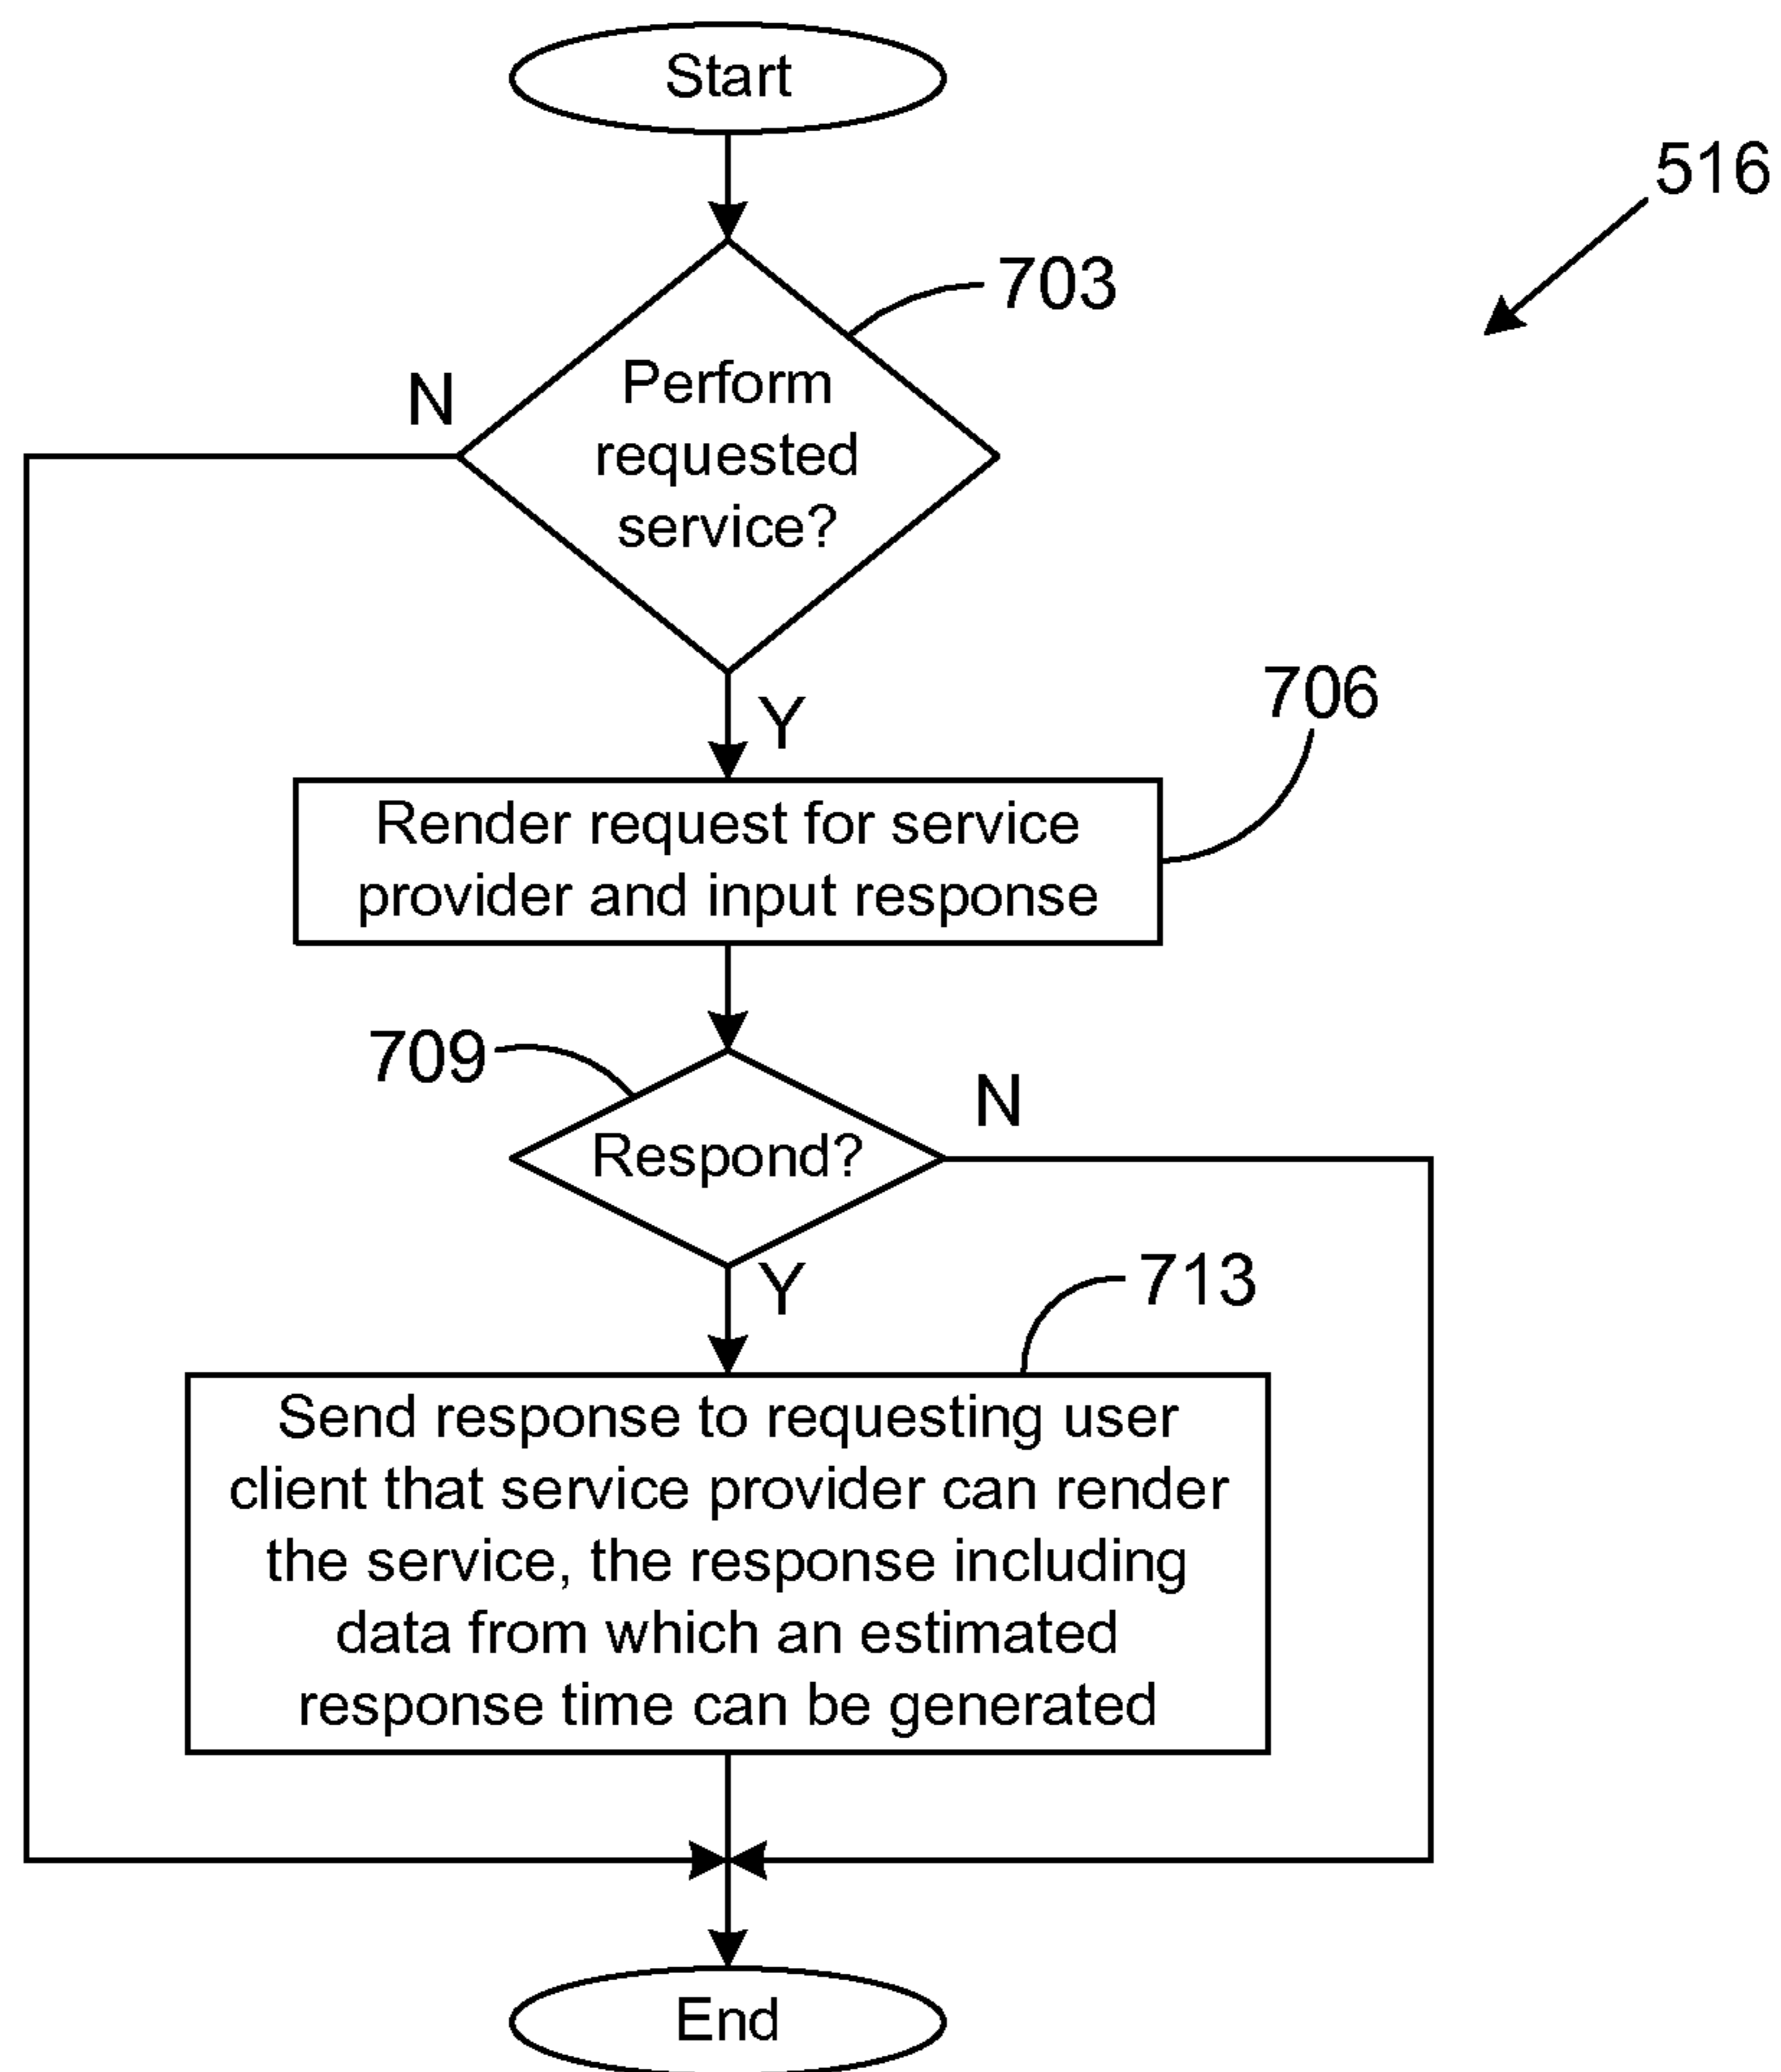 Start
516
703
Perform
requested
service?
N
Y
706
Render request for service
provider and input response
709
Respond?
N
Y
713
Send response to requesting user
client that service provider can render
the service, the response including
data from which an estimated
response time can be generated
End